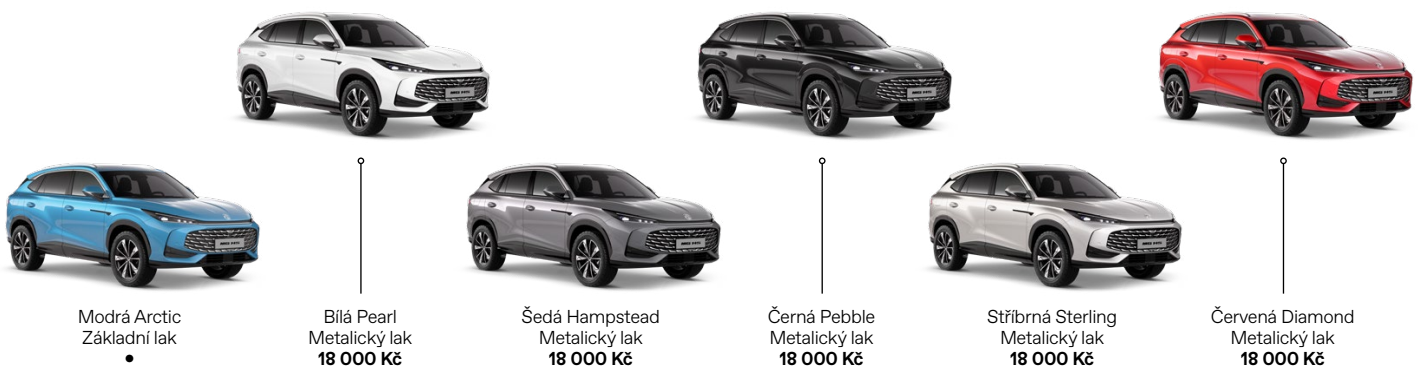 Modrá Arctic
Základní lak
•
Bílá Pearl
Metalický lak
18 000 Kč
Šedá Hampstead
Metalický lak
18 000 Kč
Černá Pebble
Metalický lak
18 000 Kč
Stříbrná Sterling
Metalický lak
18 000 Kč
Červená Diamond
Metalický lak
18 000 Kč